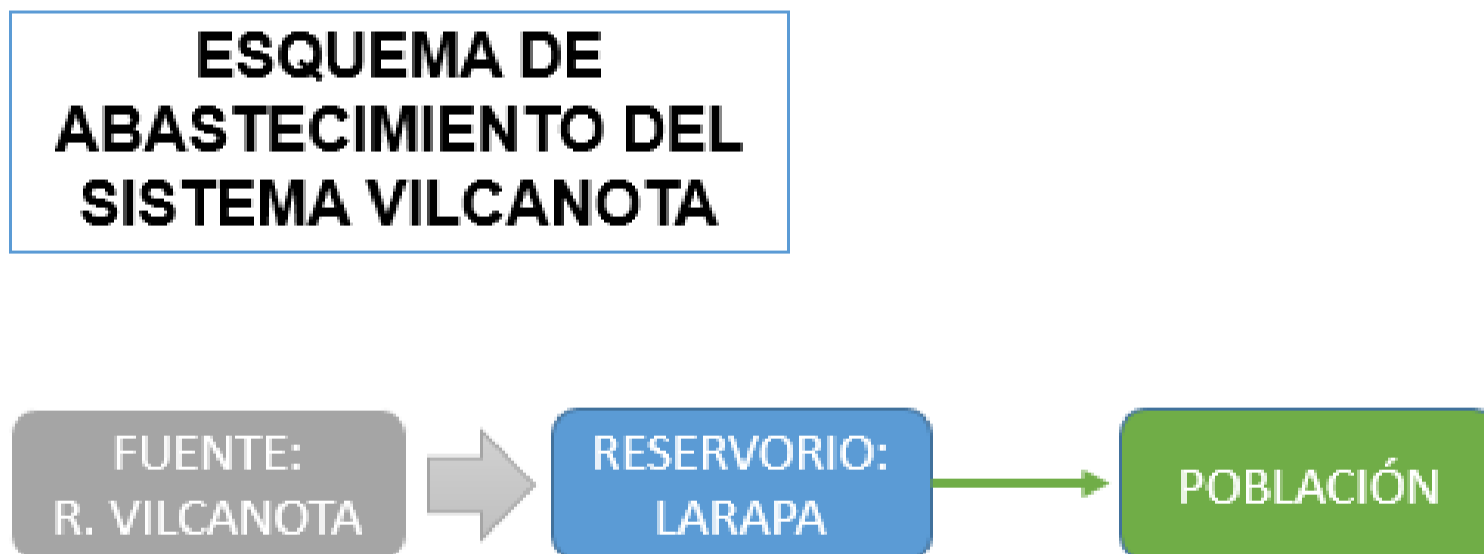 ESQUEMA DE
ABASTECIMIENTO DEL
SISTEMA VILCANOTA
FUENTE:
R. VILCANOTA
RESERVORIO:
LARAPA
POBLACIÓN